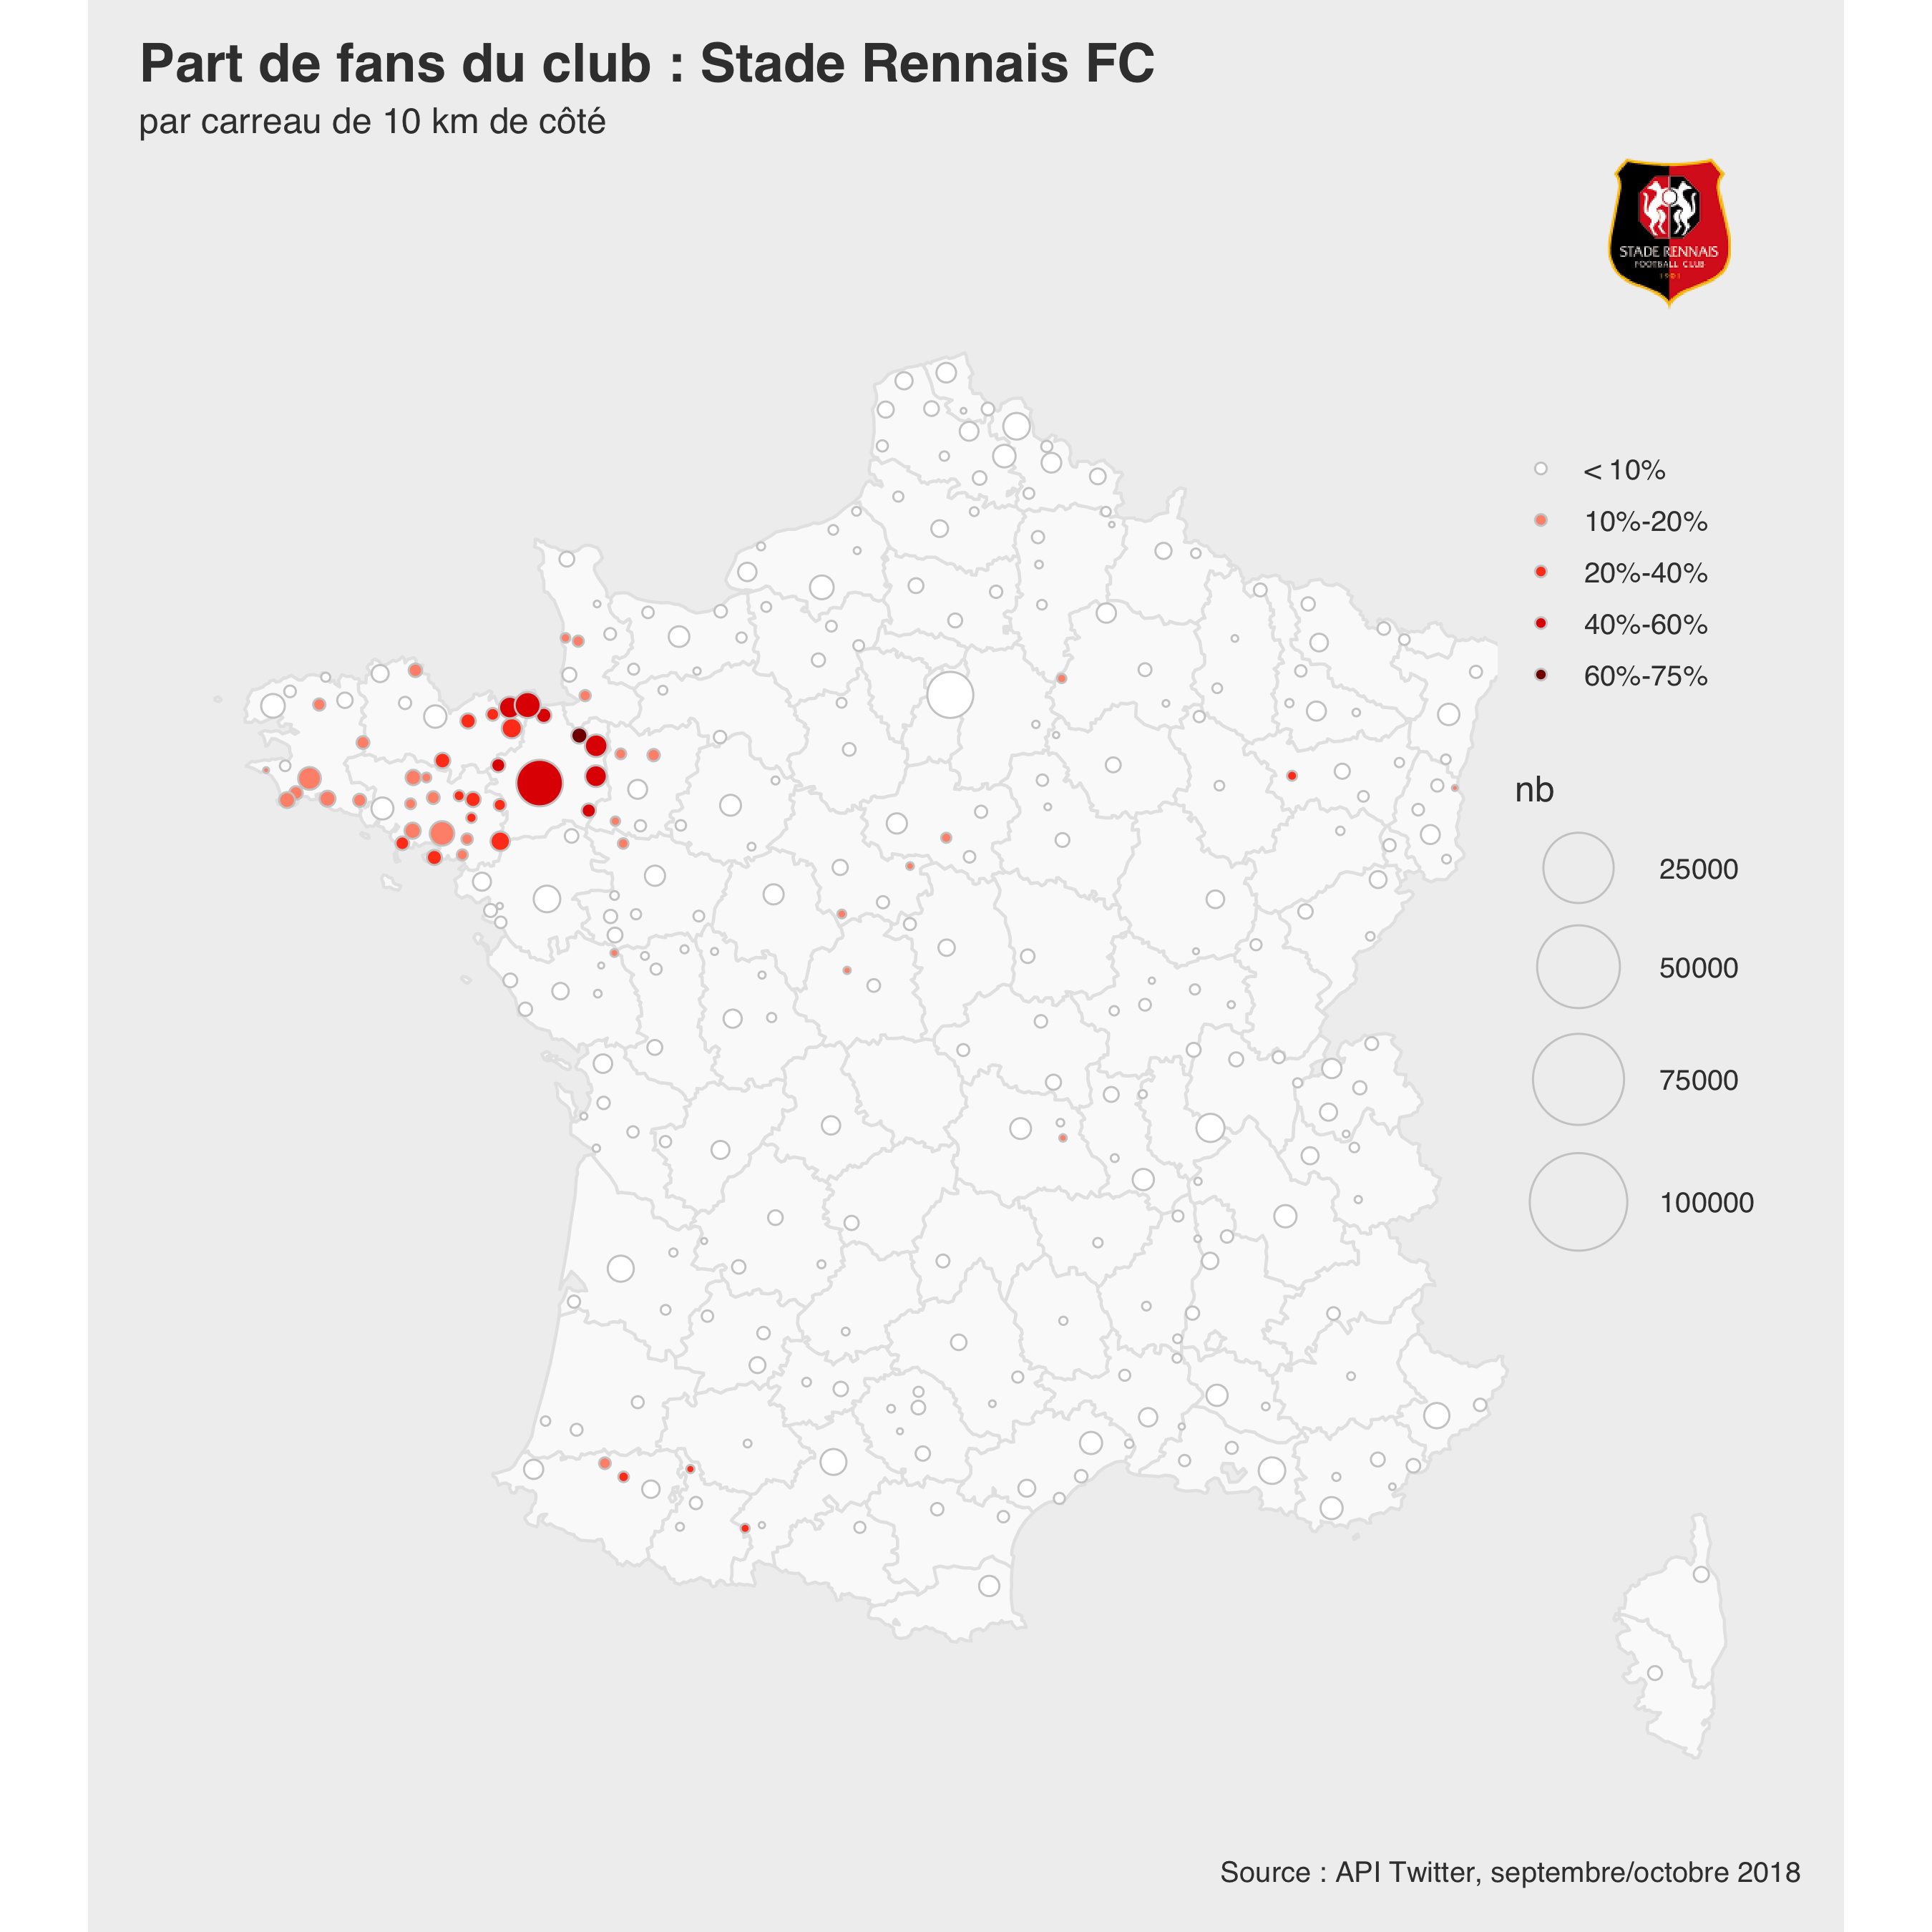 Part de fans du club : Stade Rennais FC
par carreau de 10 km de côté
STADE RENNAIS
FOOTBALL CLUB
1901
< 10%
10%-20%
20%-40%
40%-60%
60%-75%
nb
25000
50000
75000
100000
Source : API Twitter, septembre/octobre 2018